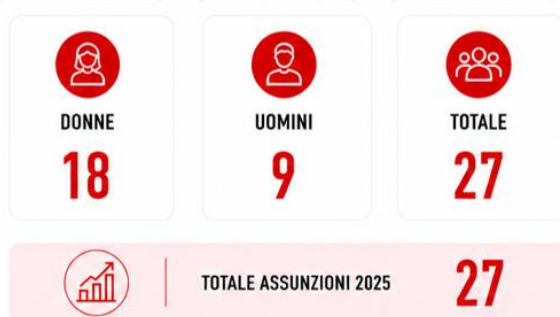 DONNE
18
UOMINI
9
TOTALE
27
TOTALE ASSUNZIONI 2025
27